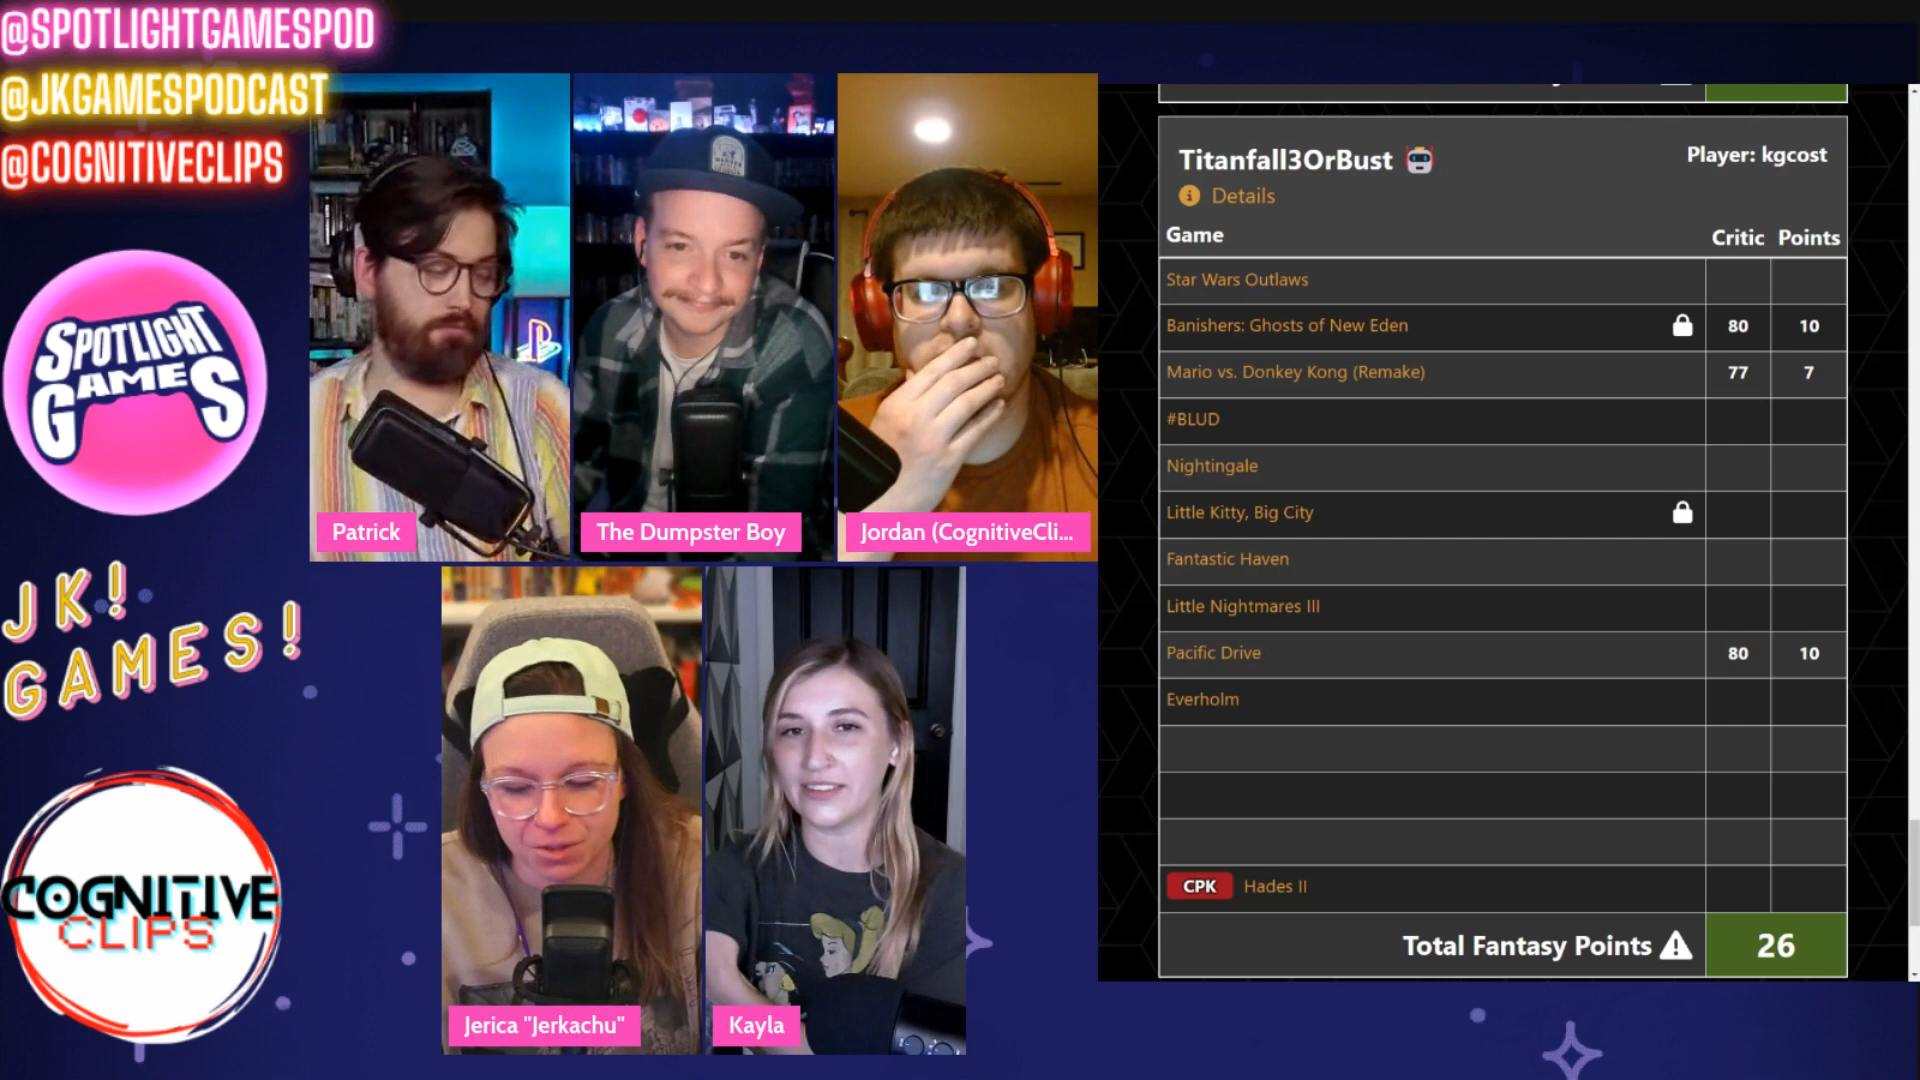 @SPOTLIGHTGAMESPOD
@JKGAMESPODCAST
@COGNITIVECLIPS
SPOTLIGHT
GAMES
JK!
GAMES!
COGNITIVE
CLIPS
Patrick
The Dumpster Boy
Jordan (CognitiveCli...
Jerica "Jerkachu"
Kayla
Titanfall3OrBust
Player: kgcost
Details
Game Critic Points
Star Wars Outlaws
Banishers: Ghosts of New Eden 80 10
Mario vs. Donkey Kong (Remake) 77 7
#BLUD
Nightingale
Little Kitty, Big City
Fantastic Haven
Little Nightmares III
Pacific Drive 80 10
Everholm
CPK Hades II
Total Fantasy Points 26